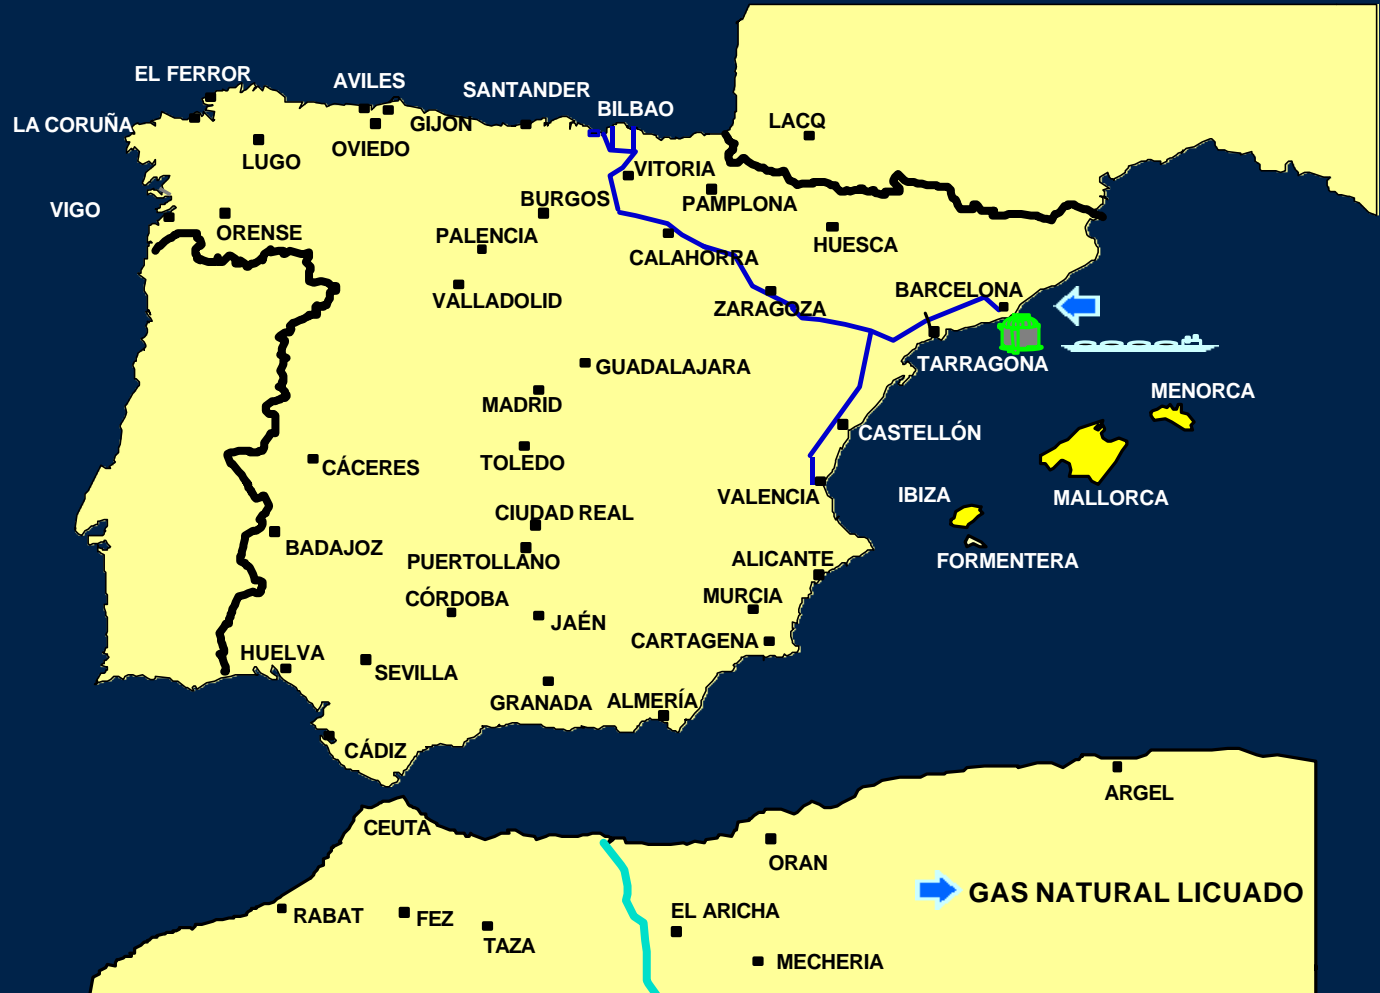 EL FERROR
AVILES
SANTANDER
BILBAO
LA CORUÑA
GIJON
LACQ
LUGO
OVIEDO
VITORIA
VIGO
BURGOS
PAMPLONA
ORENSE
PALENCIA
HUESCA
CALAHORRA
VALLADOLID
BARCELONA
ZARAGOZA
GUADALAJARA
TARRAGONA
MENORCA
MADRID
CASTELLÓN
CÁCERES
TOLEDO
VALENCIA
IBIZA
MALLORCA
CIUDAD REAL
BADAJOZ
PUERTOLLANO
ALICANTE
FORMENTERA
CÓRDOBA
MURCIA
JAÉN
CARTAGENA
HUELVA
SEVILLA
GRANADA
ALMERÍA
CÁDIZ
ARGEL
CEUTA
ORAN
GAS NATURAL LICUADO
RABAT
FEZ
EL ARICHA
TAZA
MECHERIA